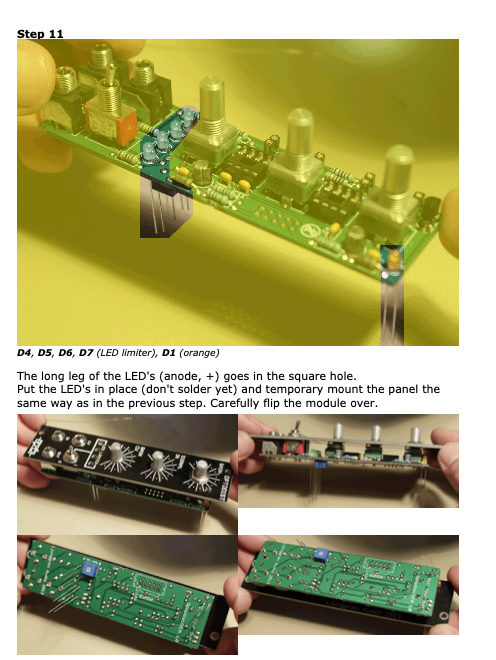 Step 11
D4, D5, D6, D7 (LED limiter), D1 (orange)
The long leg of the LED's (anode, +) goes in the square hole.
Put the LED's in place (don't solder yet) and temporary mount the panel the
same way as in the previous step. Carefully flip the module over.